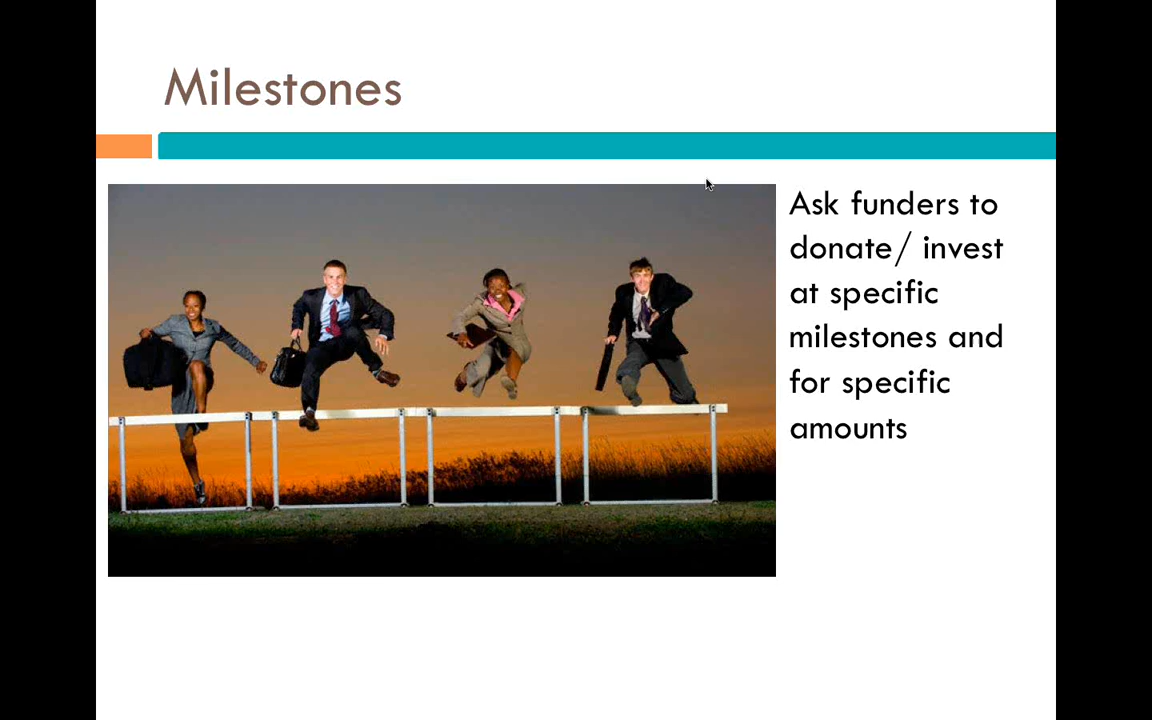 Milestones
Ask funders to
donate/ invest
at specific
milestones and
for specific
amounts